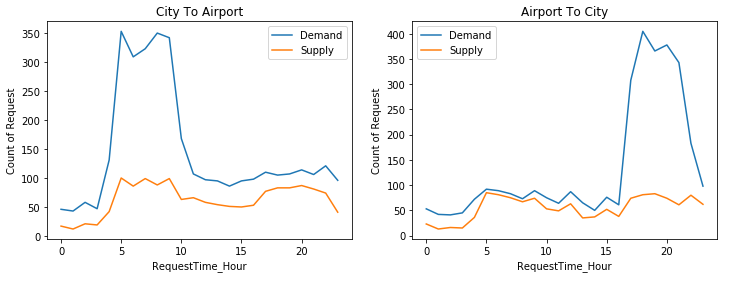 City To Airport
Demand
Supply
350
300
250
200
150
100
50
0
Count of Request
0 5 10 15 20
RequestTime_Hour
Airport To City
Demand
Supply
400
350
300
250
200
150
100
50
0
Count of Request
0 5 10 15 20
RequestTime_Hour